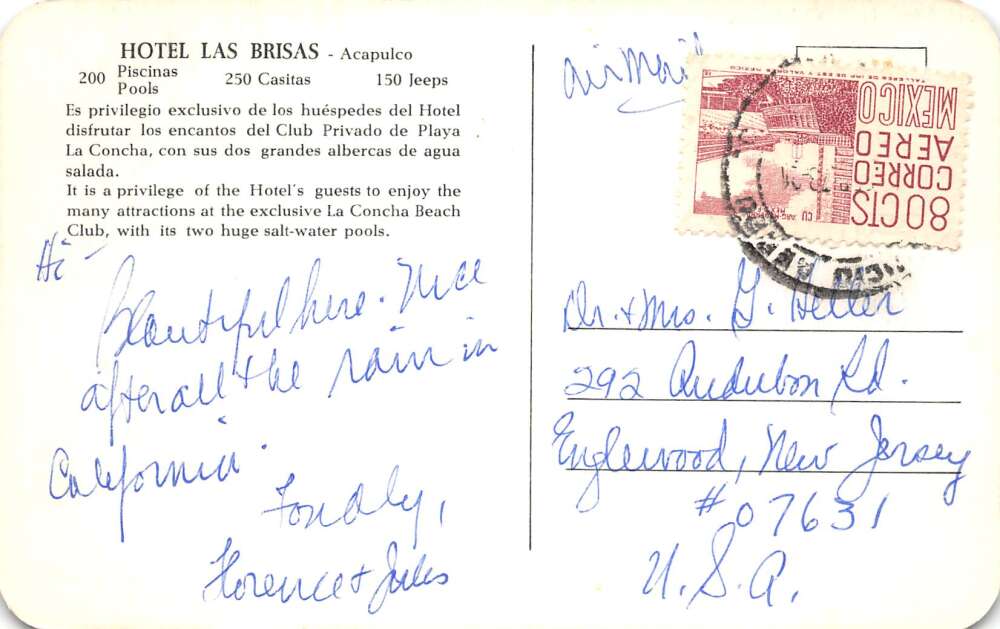 HOTEL LAS BRISAS - Acapulco
200 Piscinas Pools 250 Casitas 150 Jeeps
Es privilegio exclusivo de los huéspedes del Hotel
disfrutar los encantos del Club Privado de Playa
La Concha, con sus dos grandes albercas de agua
salada.
It is a privilege of the Hotel's guests to enjoy the
many attractions at the exclusive La Concha Beach
Club, with its two huge salt-water pools.
Hi -
Beautiful here. Nice
after all the rain in
California.
Fondly,
Florence & Jules
air mail
80CTS
CORREO
AEREO
MEXICO
Dr. & Mrs. G. Heller
292 Audubon Rd.
Englewood, New Jersey
#07631
U.S.A.